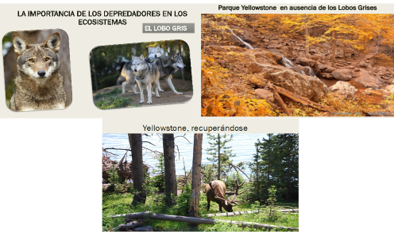 LA IMPORTANCIA DE LOS DEPREDADORES EN LOS
ECOSISTEMAS
EL LOBO GRIS
Parque Yellowstone en ausencia de los Lobos Grises
Yellowstone, recuperándose